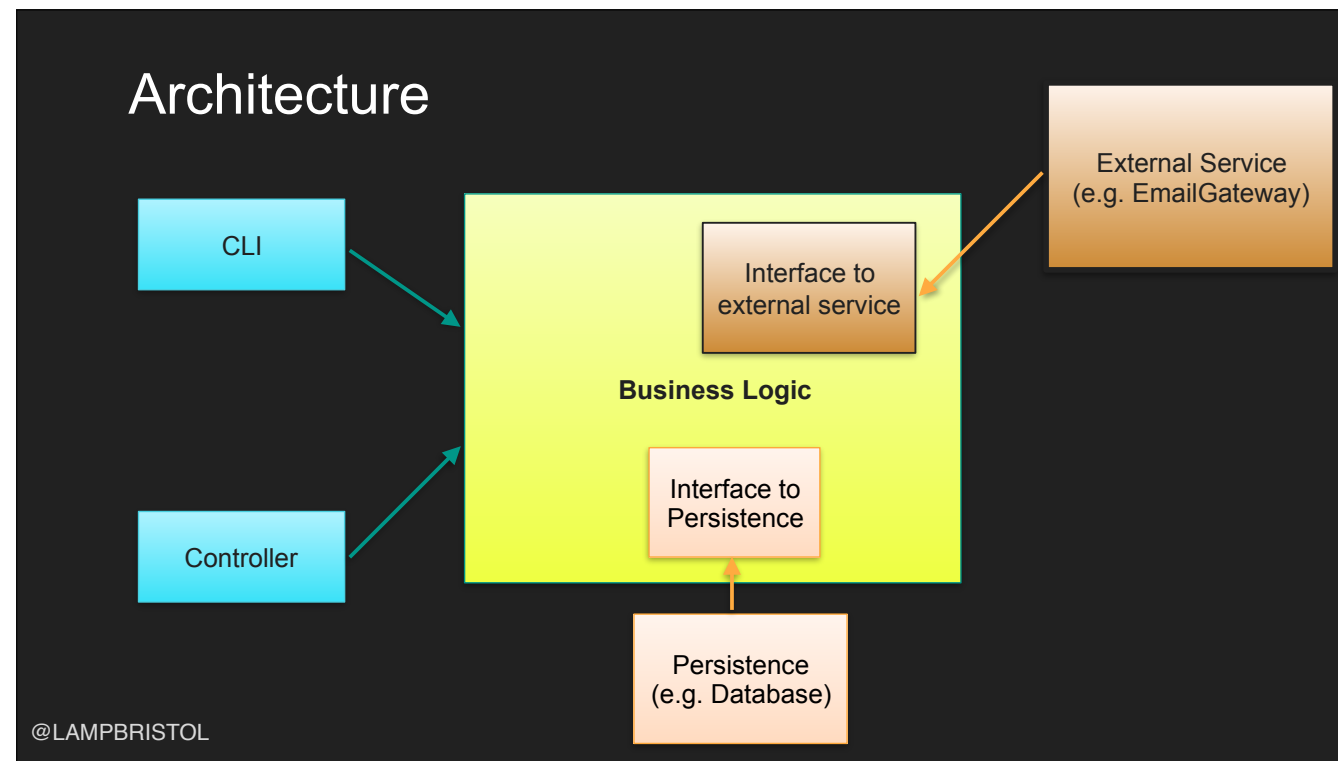 Architecture
External Service
(e.g. EmailGateway)
CLI
Interface to
external service
Business Logic
Interface to
Persistence
Controller
Persistence
(e.g. Database)
@LAMPBRISTOL